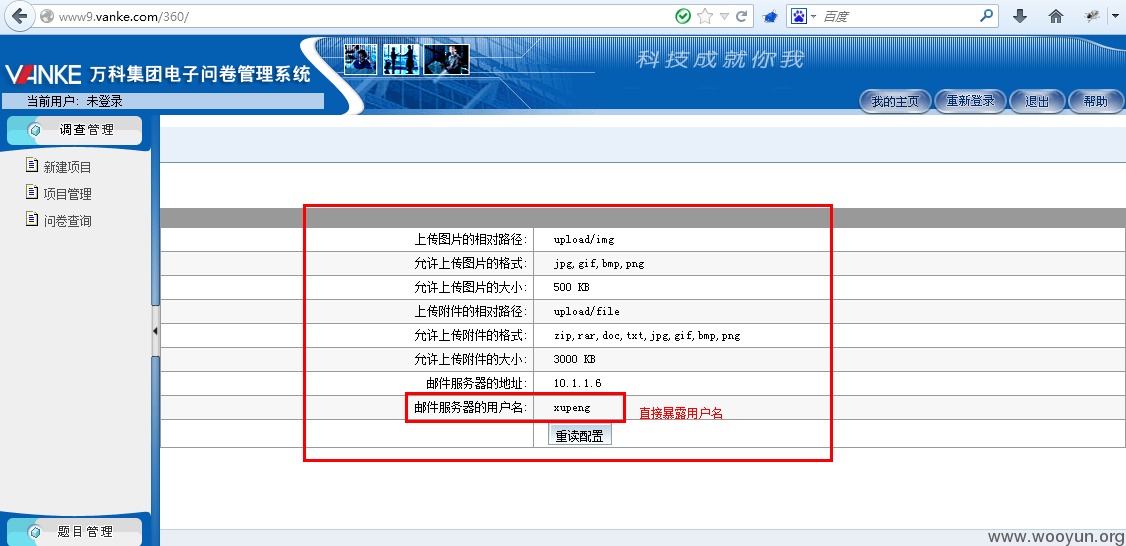 www9.vanke.com/360/
百度
VANKE 万科集团电子问卷管理系统
科技成就你我
当前用户: 未登录
我的主页 重新登录 退出 帮助
调查管理
新建项目
项目管理
问卷查询
上传图片的相对路径: upload/img
允许上传图片的格式: jpg,gif,bmp,png
允许上传图片的大小: 500 KB
上传附件的相对路径: upload/file
允许上传附件的格式: zip,rar,doc,txt,jpg,gif,bmp,png
允许上传附件的大小: 3000 KB
邮件服务器的地址: 10.1.1.6
邮件服务器的用户名: xupeng
直接暴露用户名
重读配置
题目管理
www.wooyun.org